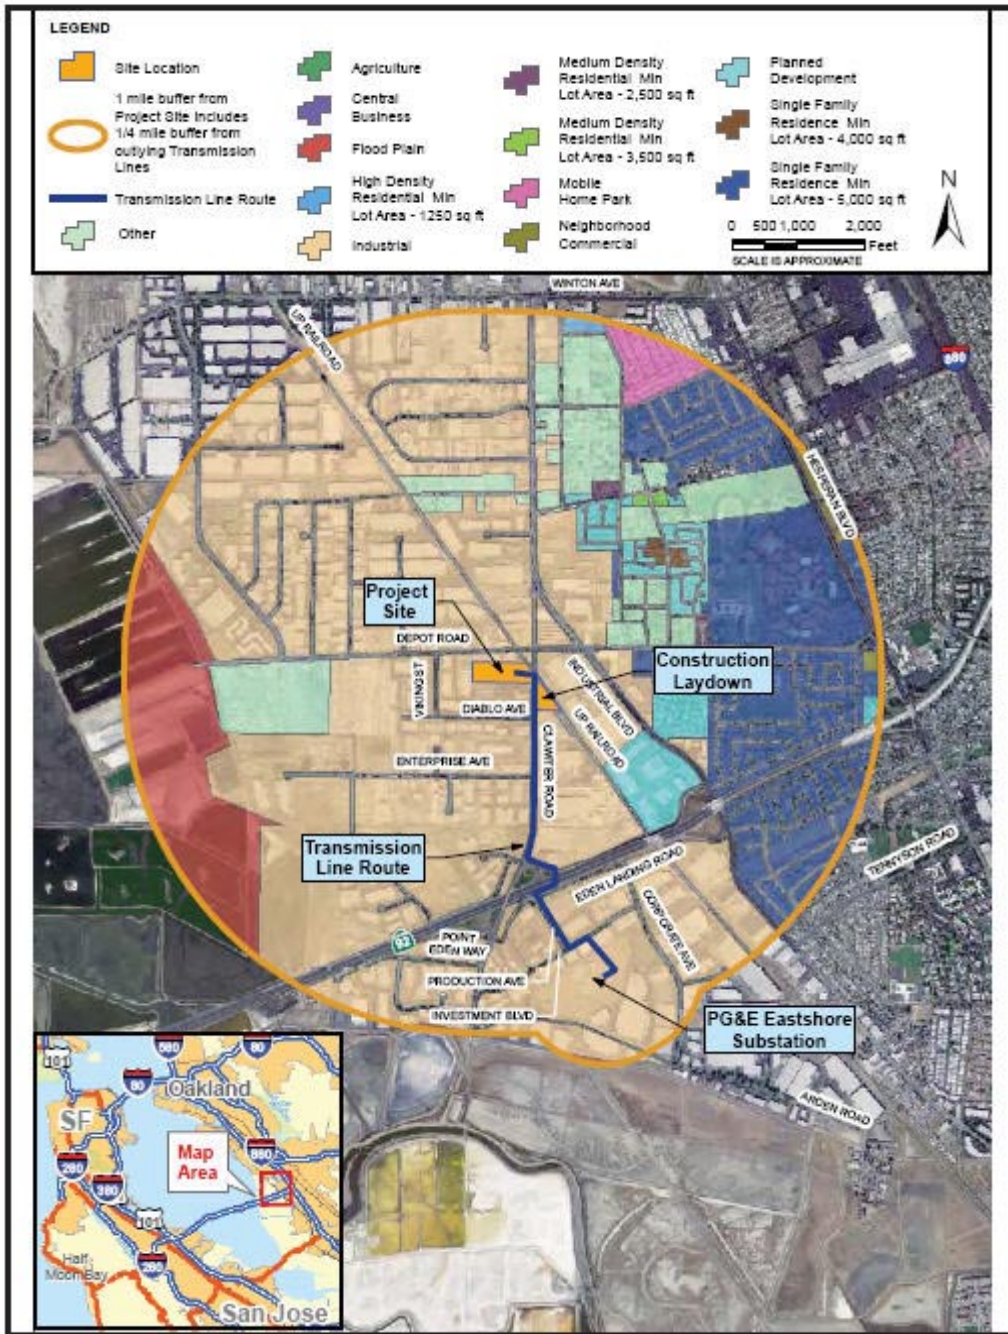 LEGEND
Site Location
1 mile buffer from
Project Site Includes
1/4 mile buffer from
outlying Transmission
Lines
Transmission Line Route
Other
Agriculture
Central
Business
Flood Plain
High Density
Residential Min
Lot Area - 1250 sq ft
Industrial
Medium Density
Residential Min
Lot Area - 2,500 sq ft
Medium Density
Residential Min
Lot Area - 3,500 sq ft
Mobile
Home Park
Neighborhood
Commercial
Planned
Development
Single Family
Residence Min
Lot Area - 4,000 sq ft
Single Family
Residence Min
Lot Area - 5,000 sq ft
N
0 500 1,000 2,000
Feet
SCALE IS APPROXIMATE
WINTON AVE
UP RAILROAD
880
HESPERIAN BLVD
Project
Site
DEPOT ROAD
Construction
Laydown
VIKING ST
INDUSTRIAL BLVD
DIABLO AVE
UP RAILROAD
CLAWITER ROAD
ENTERPRISE AVE
Transmission
Line Route
TENNYSON ROAD
EDEN LANDING ROAD
CORPORATE AVE
92
POINT
EDEN WAY
PRODUCTION AVE
INVESTMENT BLVD
PG&E Eastshore
Substation
ARDEN ROAD
101
580
80
80
Oakland
SF
Map
Area
880
280
380
101
280
Half
Moon Bay
San Jose